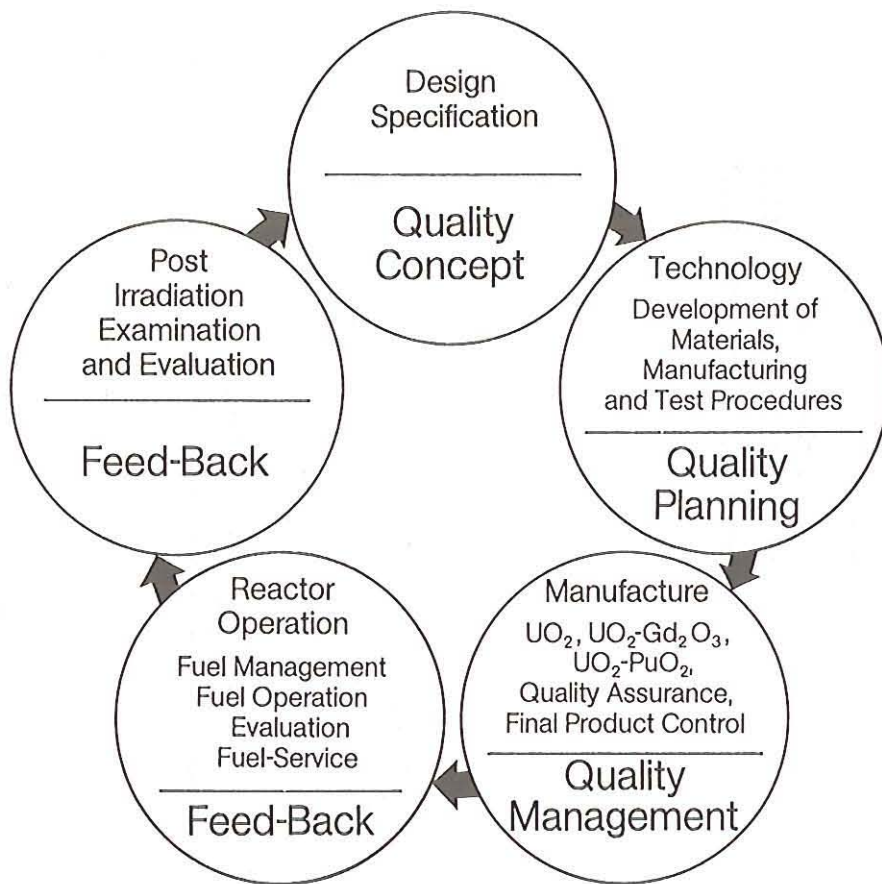 Design
Specification
Quality
Concept
Technology
Development of
Materials,
Manufacturing
and Test Procedures
Quality
Planning
Manufacture
UO₂, UO₂-Gd₂O₃,
UO₂-PuO₂,
Quality Assurance,
Final Product Control
Quality
Management
Reactor
Operation
Fuel Management
Fuel Operation
Evaluation
Fuel-Service
Feed-Back
Post
Irradiation
Examination
and Evaluation
Feed-Back